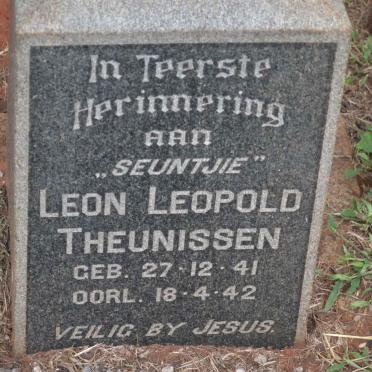 In Teerste
Herinnering
aan
„SEUNTJIE”
LEON LEOPOLD
THEUNISSEN
GEB. 27·12·41
OORL. 18·4·42
VEILIG BY JESUS.